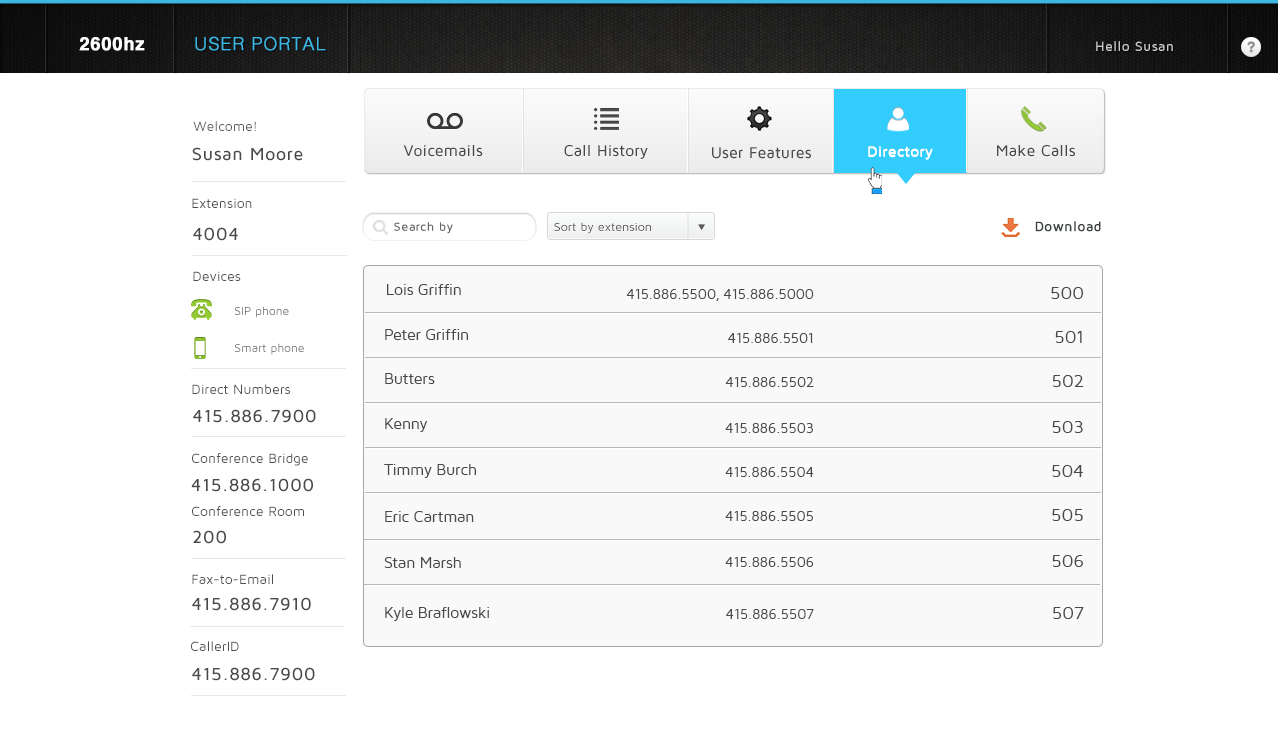 2600hz USER PORTAL Hello Susan ?
Voicemails Call History User Features Directory Make Calls
Welcome!
Susan Moore
Extension
4004
Devices
SIP phone
Smart phone
Direct Numbers
415.886.7900
Conference Bridge
415.886.1000
Conference Room
200
Fax-to-Email
415.886.7910
CallerID
415.886.7900
Search by Sort by extension Download
Lois Griffin 415.886.5500, 415.886.5000 500
Peter Griffin 415.886.5501 501
Butters 415.886.5502 502
Kenny 415.886.5503 503
Timmy Burch 415.886.5504 504
Eric Cartman 415.886.5505 505
Stan Marsh 415.886.5506 506
Kyle Braflowski 415.886.5507 507